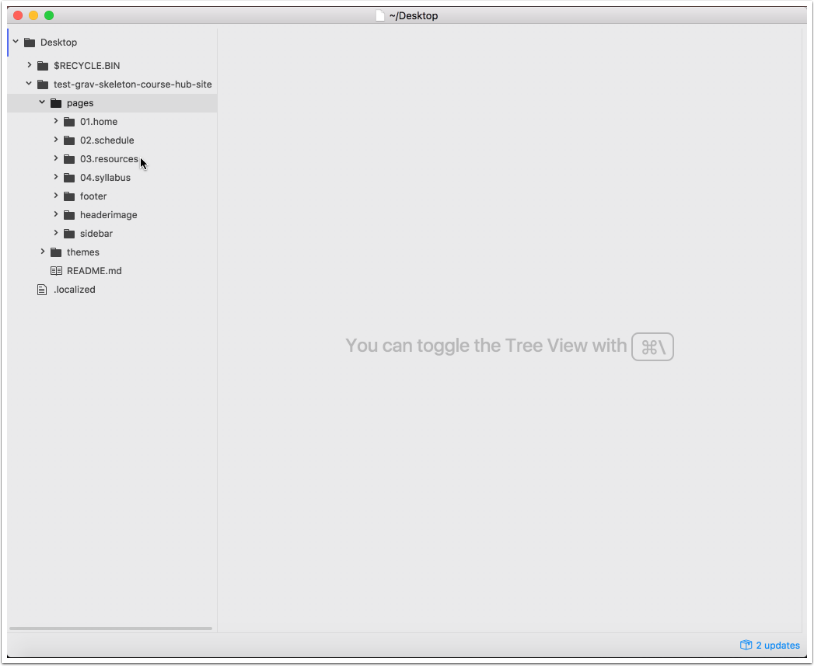 ~/Desktop
Desktop
$RECYCLE.BIN
test-grav-skeleton-course-hub-site
pages
01.home
02.schedule
03.resources
04.syllabus
footer
headerimage
sidebar
themes
README.md
.localized
You can toggle the Tree View with ⌘\
2 updates